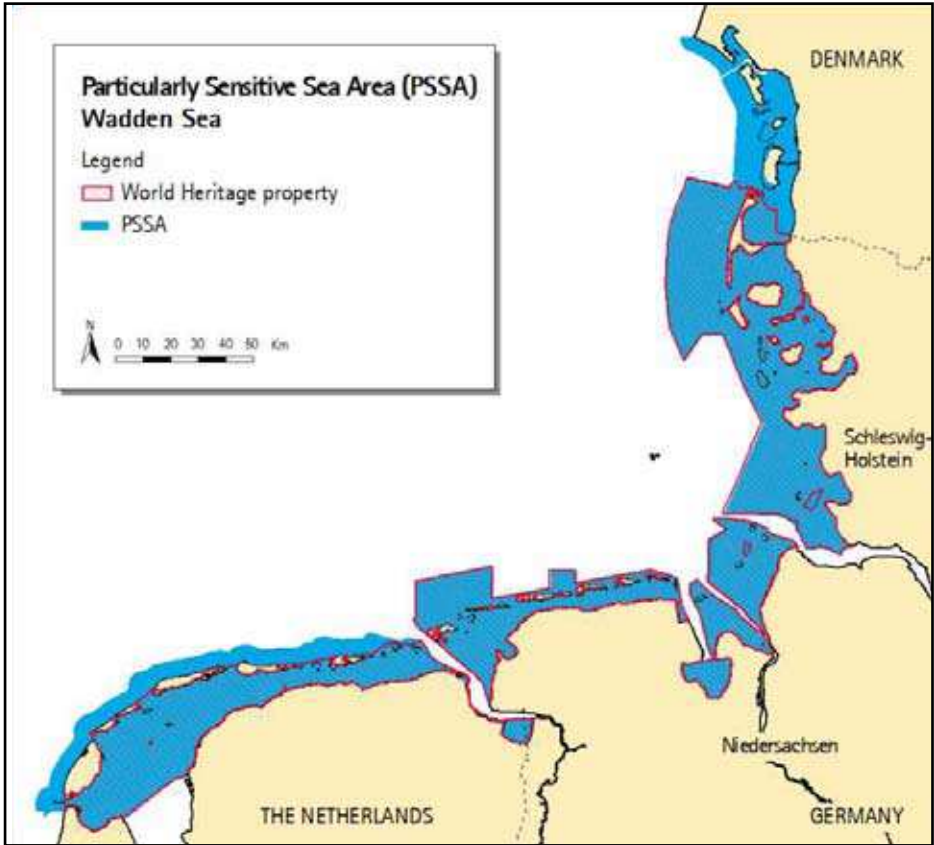 Particularly Sensitive Sea Area (PSSA)
Wadden Sea
Legend
World Heritage property
PSSA
N
0 10 20 30 40 50 Km
DENMARK
Schleswig-
Holstein
Niedersachsen
THE NETHERLANDS
GERMANY